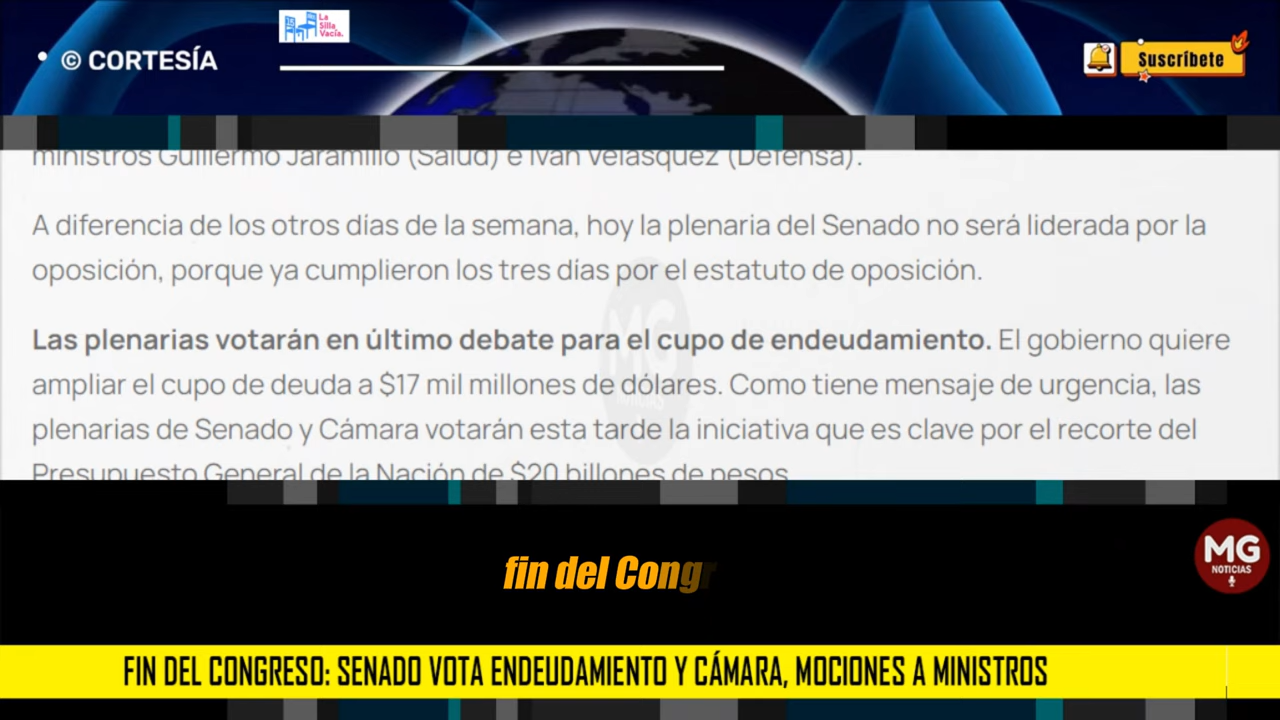 La
Silla
Vacía.
© CORTESÍA
Suscríbete
ministros Guillermo Jaramillo (Salud) e Iván Velásquez (Defensa).
A diferencia de los otros días de la semana, hoy la plenaria del Senado no será liderada por la
oposición, porque ya cumplieron los tres días por el estatuto de oposición.
Las plenarias votarán en último debate para el cupo de endeudamiento. El gobierno quiere
ampliar el cupo de deuda a $17 mil millones de dólares. Como tiene mensaje de urgencia, las
plenarias de Senado y Cámara votarán esta tarde la iniciativa que es clave por el recorte del
Presupuesto General de la Nación de $20 billones de pesos
MG
fin del Congr
MG
NOTICIAS
FIN DEL CONGRESO: SENADO VOTA ENDEUDAMIENTO Y CÁMARA, MOCIONES A MINISTROS